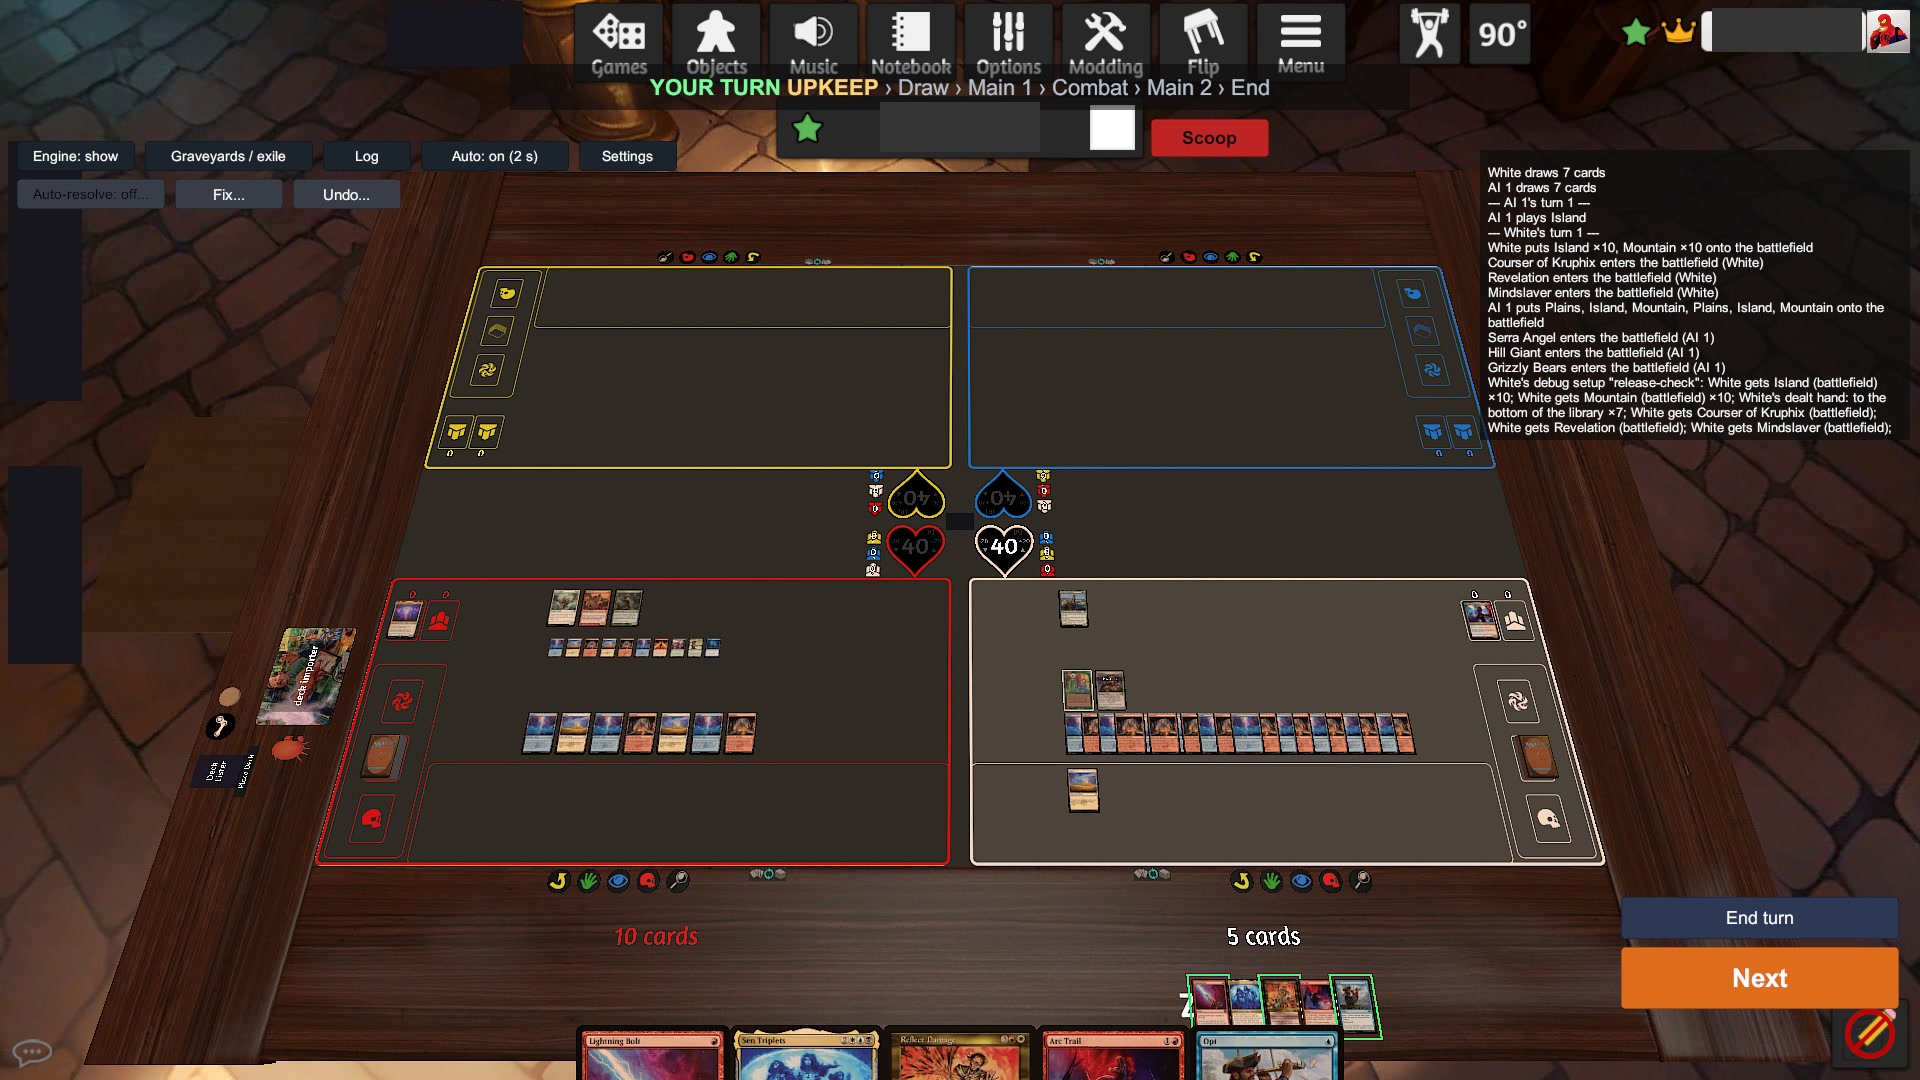 Games
Objects
Music
Notebook
Options
Modding
Flip
Menu
90°
YOUR TURN UPKEEP › Draw › Main 1 › Combat › Main 2 › End
Scoop
Engine: show
Graveyards / exile
Log
Auto: on (2 s)
Settings
Auto-resolve: off...
Fix...
Undo...
White draws 7 cards
AI 1 draws 7 cards
--- AI 1's turn 1 ---
AI 1 plays Island
--- White's turn 1 ---
White puts Island ×10, Mountain ×10 onto the battlefield
Courser of Kruphix enters the battlefield (White)
Revelation enters the battlefield (White)
Mindslaver enters the battlefield (White)
AI 1 puts Plains, Island, Mountain, Plains, Island, Mountain onto the
battlefield
Serra Angel enters the battlefield (AI 1)
Hill Giant enters the battlefield (AI 1)
Grizzly Bears enters the battlefield (AI 1)
White's debug setup "release-check": White gets Island (battlefield)
×10; White gets Mountain (battlefield) ×10; White's dealt hand: to the
bottom of the library ×7; White gets Courser of Kruphix (battlefield);
White gets Revelation (battlefield); White gets Mindslaver (battlefield);
40
40
40
40
deck importer
Deck
Lister
10 cards
5 cards
End turn
Next
Lightning Bolt
Sen Triplets
Reflect Damage
Arc Trail
Opt